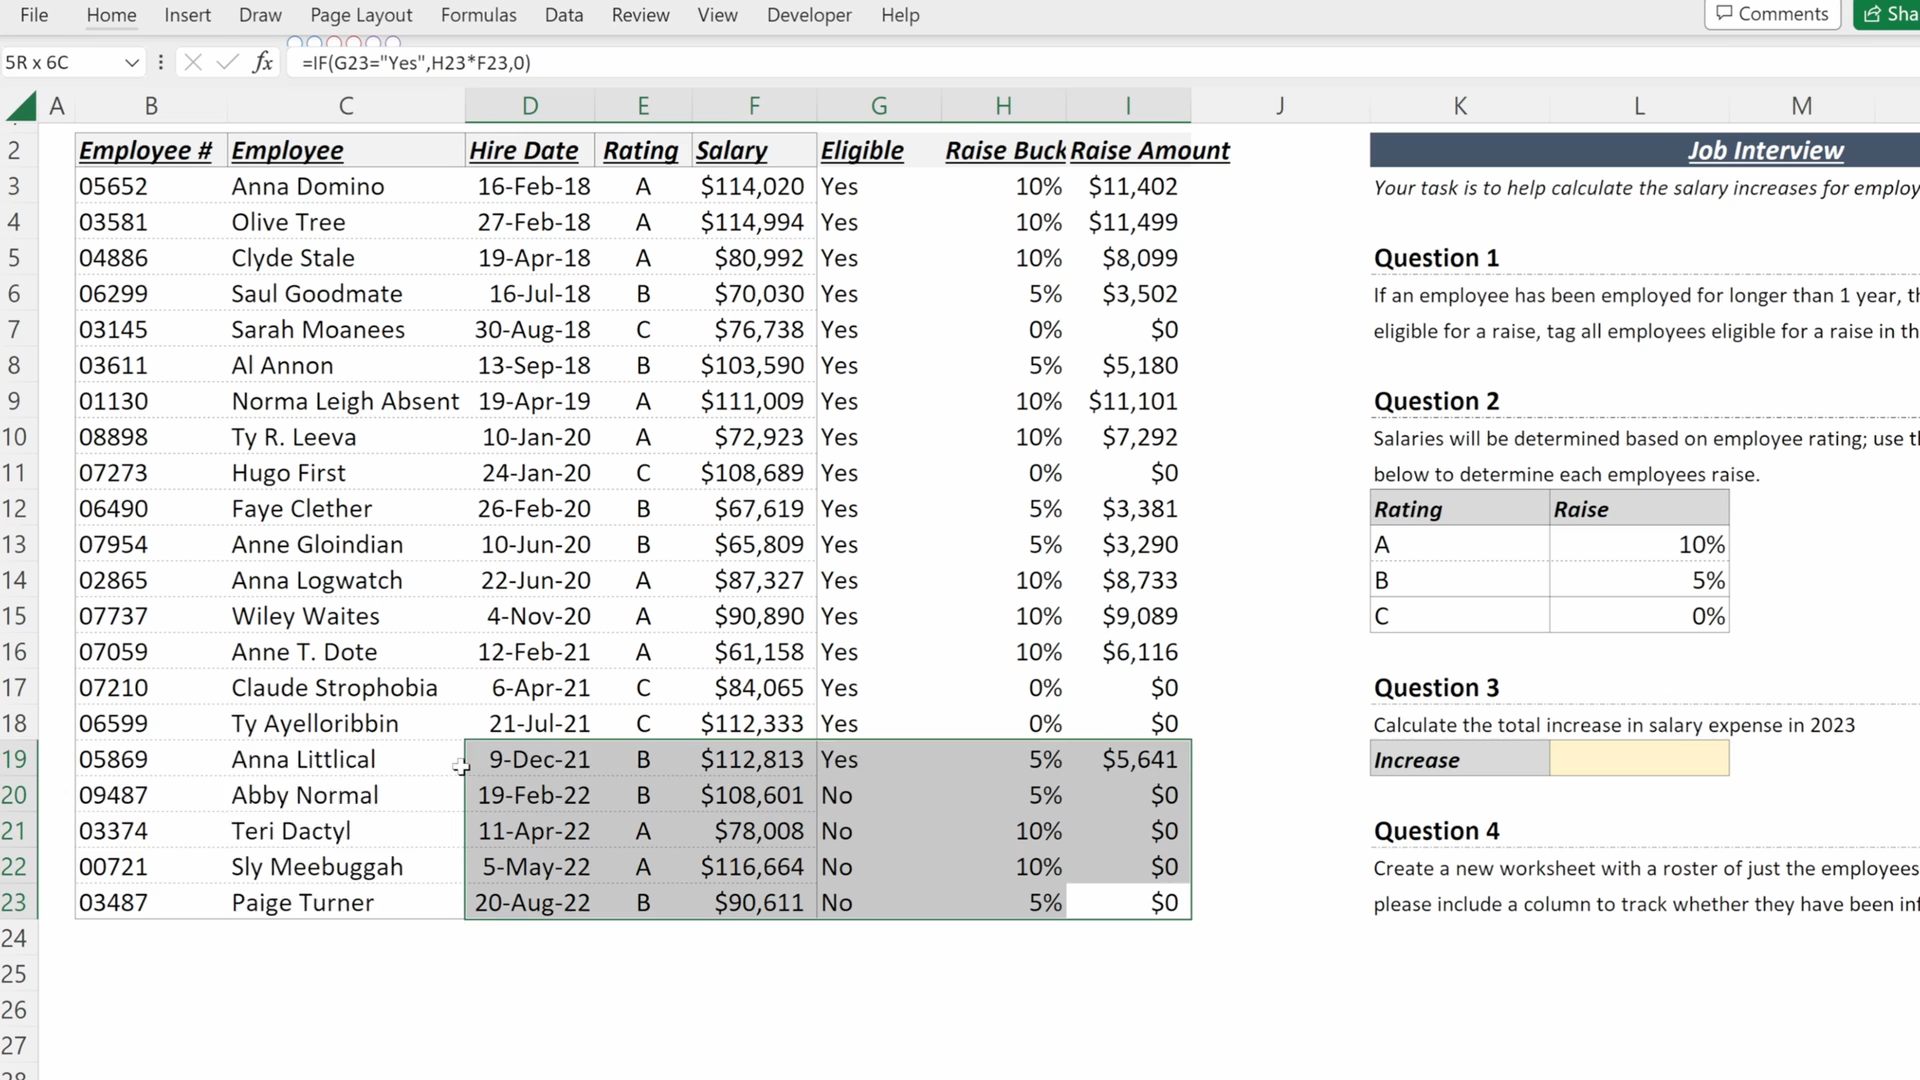 File Home Insert Draw Page Layout Formulas Data Review View Developer Help Comments Sha
5R x 6C fx =IF(G23="Yes",H23*F23,0)
A B C D E F G H I J K L M
2 Employee # Employee Hire Date Rating Salary Eligible Raise Buck Raise Amount Job Interview
3 05652 Anna Domino 16-Feb-18 A $114,020 Yes 10% $11,402 Your task is to help calculate the salary increases for employ
4 03581 Olive Tree 27-Feb-18 A $114,994 Yes 10% $11,499
5 04886 Clyde Stale 19-Apr-18 A $80,992 Yes 10% $8,099 Question 1
6 06299 Saul Goodmate 16-Jul-18 B $70,030 Yes 5% $3,502 If an employee has been employed for longer than 1 year, th
7 03145 Sarah Moanees 30-Aug-18 C $76,738 Yes 0% $0 eligible for a raise, tag all employees eligible for a raise in th
8 03611 Al Annon 13-Sep-18 B $103,590 Yes 5% $5,180
9 01130 Norma Leigh Absent 19-Apr-19 A $111,009 Yes 10% $11,101 Question 2
10 08898 Ty R. Leeva 10-Jan-20 A $72,923 Yes 10% $7,292 Salaries will be determined based on employee rating; use th
11 07273 Hugo First 24-Jan-20 C $108,689 Yes 0% $0 below to determine each employees raise.
12 06490 Faye Clether 26-Feb-20 B $67,619 Yes 5% $3,381 Rating Raise
13 07954 Anne Gloindian 10-Jun-20 B $65,809 Yes 5% $3,290 A 10%
14 02865 Anna Logwatch 22-Jun-20 A $87,327 Yes 10% $8,733 B 5%
15 07737 Wiley Waites 4-Nov-20 A $90,890 Yes 10% $9,089 C 0%
16 07059 Anne T. Dote 12-Feb-21 A $61,158 Yes 10% $6,116
17 07210 Claude Strophobia 6-Apr-21 C $84,065 Yes 0% $0 Question 3
18 06599 Ty Ayelloribbin 21-Jul-21 C $112,333 Yes 0% $0 Calculate the total increase in salary expense in 2023
19 05869 Anna Littlical 9-Dec-21 B $112,813 Yes 5% $5,641 Increase
20 09487 Abby Normal 19-Feb-22 B $108,601 No 5% $0
21 03374 Teri Dactyl 11-Apr-22 A $78,008 No 10% $0 Question 4
22 00721 Sly Meebuggah 5-May-22 A $116,664 No 10% $0 Create a new worksheet with a roster of just the employees
23 03487 Paige Turner 20-Aug-22 B $90,611 No 5% $0 please include a column to track whether they have been inf
24
25
26
27
28